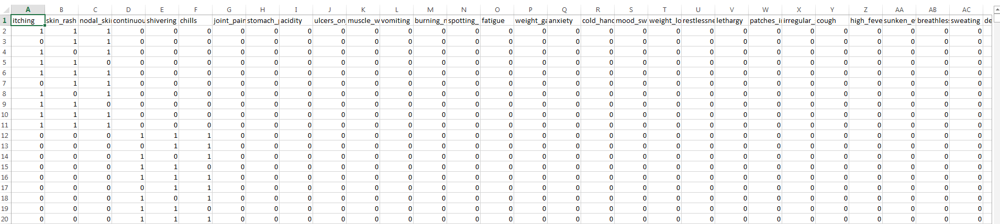 A B C D E F G H I J K L M N O P Q R S T U V W X Y Z AA AB AC
1 itching skin_rash nodal_ski continuou shivering chills joint_pain stomach_ acidity ulcers_on_ muscle_w vomiting burning_m spotting_ fatigue weight_ga anxiety cold_hand mood_sw weight_lo restlessne lethargy patches_i irregular_ cough high_feve sunken_e breathles sweating de
2 1 1 1 0 0 0 0 0 0 0 0 0 0 0 0 0 0 0 0 0 0 0 0 0 0 0 0 0 0
3 0 1 1 0 0 0 0 0 0 0 0 0 0 0 0 0 0 0 0 0 0 0 0 0 0 0 0 0 0
4 1 0 1 0 0 0 0 0 0 0 0 0 0 0 0 0 0 0 0 0 0 0 0 0 0 0 0 0 0
5 1 1 0 0 0 0 0 0 0 0 0 0 0 0 0 0 0 0 0 0 0 0 0 0 0 0 0 0 0
6 1 1 1 0 0 0 0 0 0 0 0 0 0 0 0 0 0 0 0 0 0 0 0 0 0 0 0 0 0
7 0 1 1 0 0 0 0 0 0 0 0 0 0 0 0 0 0 0 0 0 0 0 0 0 0 0 0 0 0
8 1 0 1 0 0 0 0 0 0 0 0 0 0 0 0 0 0 0 0 0 0 0 0 0 0 0 0 0 0
9 1 1 0 0 0 0 0 0 0 0 0 0 0 0 0 0 0 0 0 0 0 0 0 0 0 0 0 0 0
10 1 1 1 0 0 0 0 0 0 0 0 0 0 0 0 0 0 0 0 0 0 0 0 0 0 0 0 0 0
11 1 1 1 0 0 0 0 0 0 0 0 0 0 0 0 0 0 0 0 0 0 0 0 0 0 0 0 0 0
12 0 0 0 1 1 1 0 0 0 0 0 0 0 0 0 0 0 0 0 0 0 0 0 0 0 0 0 0 0
13 0 0 0 0 1 1 0 0 0 0 0 0 0 0 0 0 0 0 0 0 0 0 0 0 0 0 0 0 0
14 0 0 0 1 0 1 0 0 0 0 0 0 0 0 0 0 0 0 0 0 0 0 0 0 0 0 0 0 0
15 0 0 0 1 1 0 0 0 0 0 0 0 0 0 0 0 0 0 0 0 0 0 0 0 0 0 0 0 0
16 0 0 0 1 1 1 0 0 0 0 0 0 0 0 0 0 0 0 0 0 0 0 0 0 0 0 0 0 0
17 0 0 0 0 1 1 0 0 0 0 0 0 0 0 0 0 0 0 0 0 0 0 0 0 0 0 0 0 0
18 0 0 0 1 0 1 0 0 0 0 0 0 0 0 0 0 0 0 0 0 0 0 0 0 0 0 0 0 0
19 0 0 0 1 1 0 0 0 0 0 0 0 0 0 0 0 0 0 0 0 0 0 0 0 0 0 0 0 0
20 0 0 0 1 1 1 0 0 0 0 0 0 0 0 0 0 0 0 0 0 0 0 0 0 0 0 0 0 0